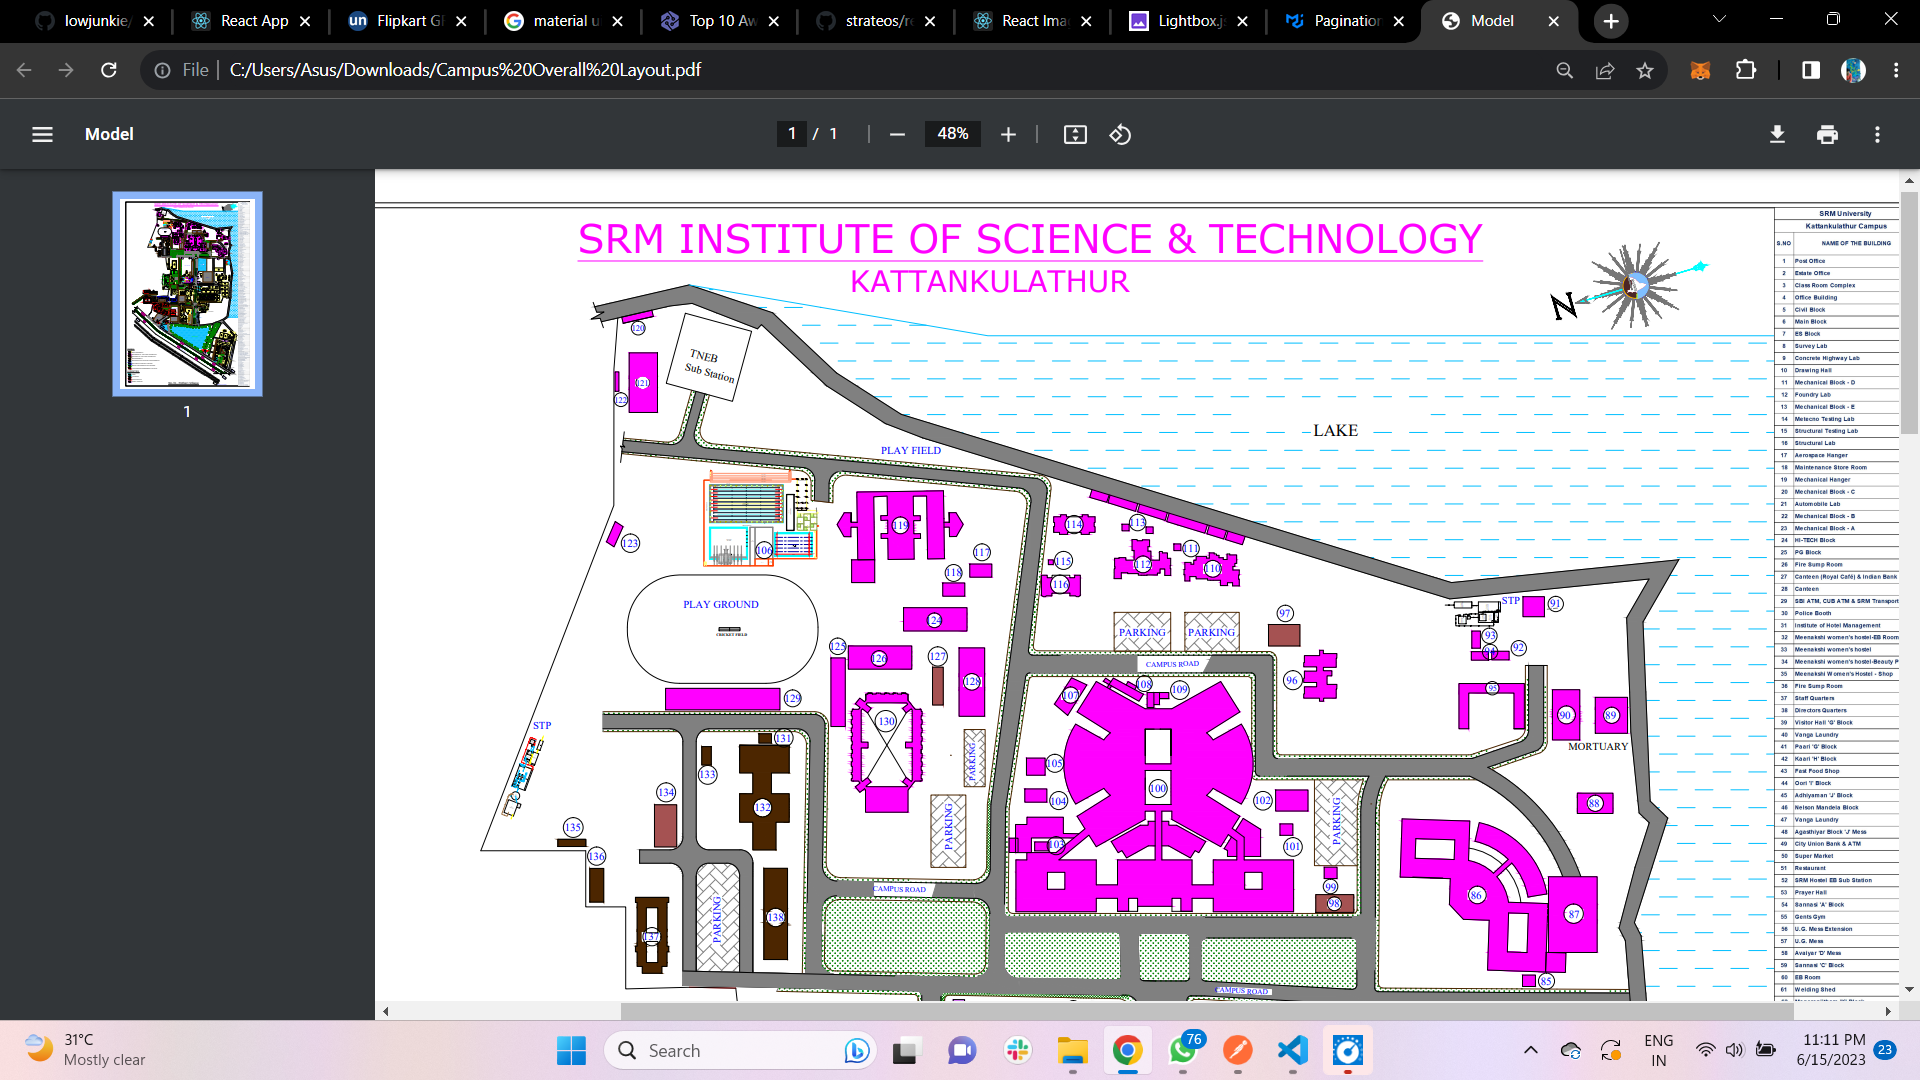 lowjunkie/
React App
Flipkart G
material u
Top 10 Aw
strateos/re
React Ima
Lightbox.j
Pagination
Model
File
C:/Users/Asus/Downloads/Campus%20Overall%20Layout.pdf
Model
1 / 1
48%
1
SRM INSTITUTE OF SCIENCE & TECHNOLOGY
KATTANKULATHUR
N
SRM University
Kattankulathur Campus
S.NO NAME OF THE BUILDING
1 Post Office
2 Estate Office
3 Class Room Complex
4 Office Building
5 Civil Block
6 Main Block
7 ES Block
8 Survey Lab
9 Concrete Highway Lab
10 Drawing Hall
11 Mechanical Block - D
12 Foundry Lab
13 Mechanical Block - E
14 Metecno Testing Lab
15 Structural Testing Lab
16 Structural Lab
17 Aerospace Hanger
18 Maintenance Store Room
19 Mechanical Hanger
20 Mechanical Block - C
21 Automobile Lab
22 Mechanical Block - B
23 Mechanical Block - A
24 HI-TECH Block
25 PG Block
26 Fire Sump Room
27 Canteen (Royal Café) & Indian Bank
28 Canteen
29 SBI ATM, CUB ATM & SRM Transport
30 Police Booth
31 Institute of Hotel Management
32 Meenakshi women's hostel-EB Room
33 Meenakshi women's hostel
34 Meenakshi women's hostel-Beauty P
35 Meenakshi Women's Hostel - Shop
36 Fire Sump Room
37 Staff Quarters
38 Directors Quarters
39 Visitor Hall 'G' Block
40 Vanga Laundry
41 Paari 'G' Block
42 Kaari 'H' Block
43 Fast Food Shop
44 Oori 'I' Block
45 Adhiyaman 'J' Block
46 Nelson Mandela Block
47 Vanga Laundry
48 Agasthiyar Block 'J' Mess
49 City Union Bank & ATM
50 Super Market
51 Restaurant
52 SRM Hostel EB Sub Station
53 Prayer Hall
54 Sannasi 'A' Block
55 Gents Gym
56 U.G. Mess Extension
57 U.G. Mess
58 Avaiyar 'D' Mess
59 Sannasi 'C' Block
60 EB Room
61 Welding Shed
120
TNEB
Sub Station
121
122
LAKE
PLAY FIELD
119
114
113
123
106
117
115
112
111
110
118
116
PLAY GROUND
CRICKET FIELD
124
97
STP
91
PARKING
PARKING
93
92
94
125
126
127
CAMPUS ROAD
128
96
108
109
107
95
129
130
90
89
STP
131
MORTUARY
133
PARKING
105
134
132
100
104
102
88
PARKING
PARKING
135
103
101
136
99
CAMPUS ROAD
86
98
PARKING
138
87
137
85
CAMPUS ROAD
31°C
Mostly clear
Search
76
ENG
IN
11:11 PM
6/15/2023
23